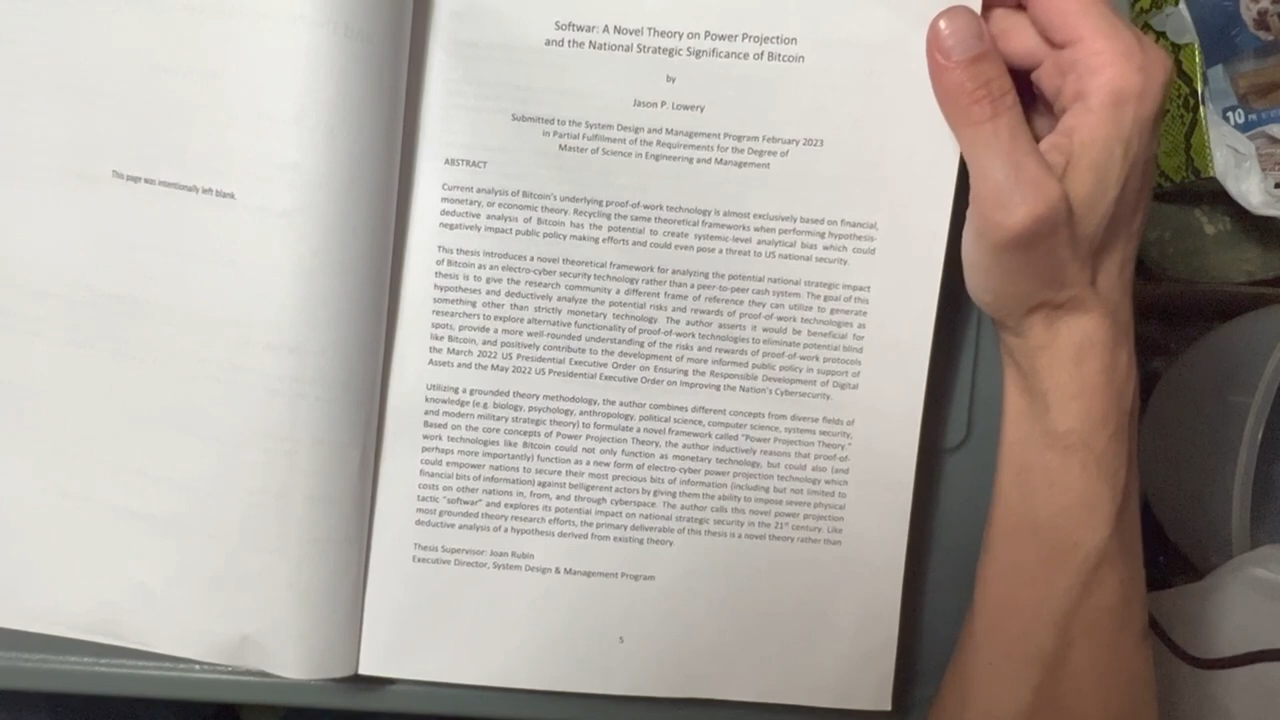 This page was intentionally left blank.
Softwar: A Novel Theory on Power Projection
and the National Strategic Significance of Bitcoin
by
Jason P. Lowery
Submitted to the System Design and Management Program February 2023
in Partial Fulfillment of the Requirements for the Degree of
Master of Science in Engineering and Management
ABSTRACT
Current analysis of Bitcoin's underlying proof-of-work technology is almost exclusively based on financial,
monetary, or economic theory. Recycling the same theoretical frameworks when performing hypothesis-
deductive analysis of Bitcoin has the potential to create systemic-level analytical bias which could
negatively impact public policy making efforts and could even pose a threat to US national security.
This thesis introduces a novel theoretical framework for analyzing the potential national strategic impact
of Bitcoin as an electro-cyber security technology rather than a peer-to-peer cash system. The goal of this
thesis is to give the research community a different frame of reference they can utilize to generate
hypotheses and deductively analyze the potential risks and rewards of proof-of-work technologies as
something other than strictly monetary technology. The author asserts it would be beneficial for
researchers to explore alternative functionality of proof-of-work technologies to eliminate potential blind
spots, provide a more well-rounded understanding of the risks and rewards of proof-of-work protocols
like Bitcoin, and positively contribute to the development of more informed public policy in support of
the March 2022 US Presidential Executive Order on Ensuring the Responsible Development of Digital
Assets and the May 2022 US Presidential Executive Order on Improving the Nation's Cybersecurity.
Utilizing a grounded theory methodology, the author combines different concepts from diverse fields of
knowledge (e.g. biology, psychology, anthropology, political science, computer science, systems security,
and modern military strategic theory) to formulate a novel framework called "Power Projection Theory."
Based on the core concepts of Power Projection Theory, the author inductively reasons that proof-of-
work technologies like Bitcoin could not only function as monetary technology, but could also (and
perhaps more importantly) function as a new form of electro-cyber power projection technology which
could empower nations to secure their most precious bits of information (including but not limited to
financial bits of information) against belligerent actors by giving them the ability to impose severe physical
costs on other nations in, from, and through cyberspace. The author calls this novel power projection
tactic "softwar" and explores its potential impact on national strategic security in the 21st century. Like
most grounded theory research efforts, the primary deliverable of this thesis is a novel theory rather than
deductive analysis of a hypothesis derived from existing theory.
Thesis Supervisor: Joan Rubin
Executive Director, System Design & Management Program
5
10